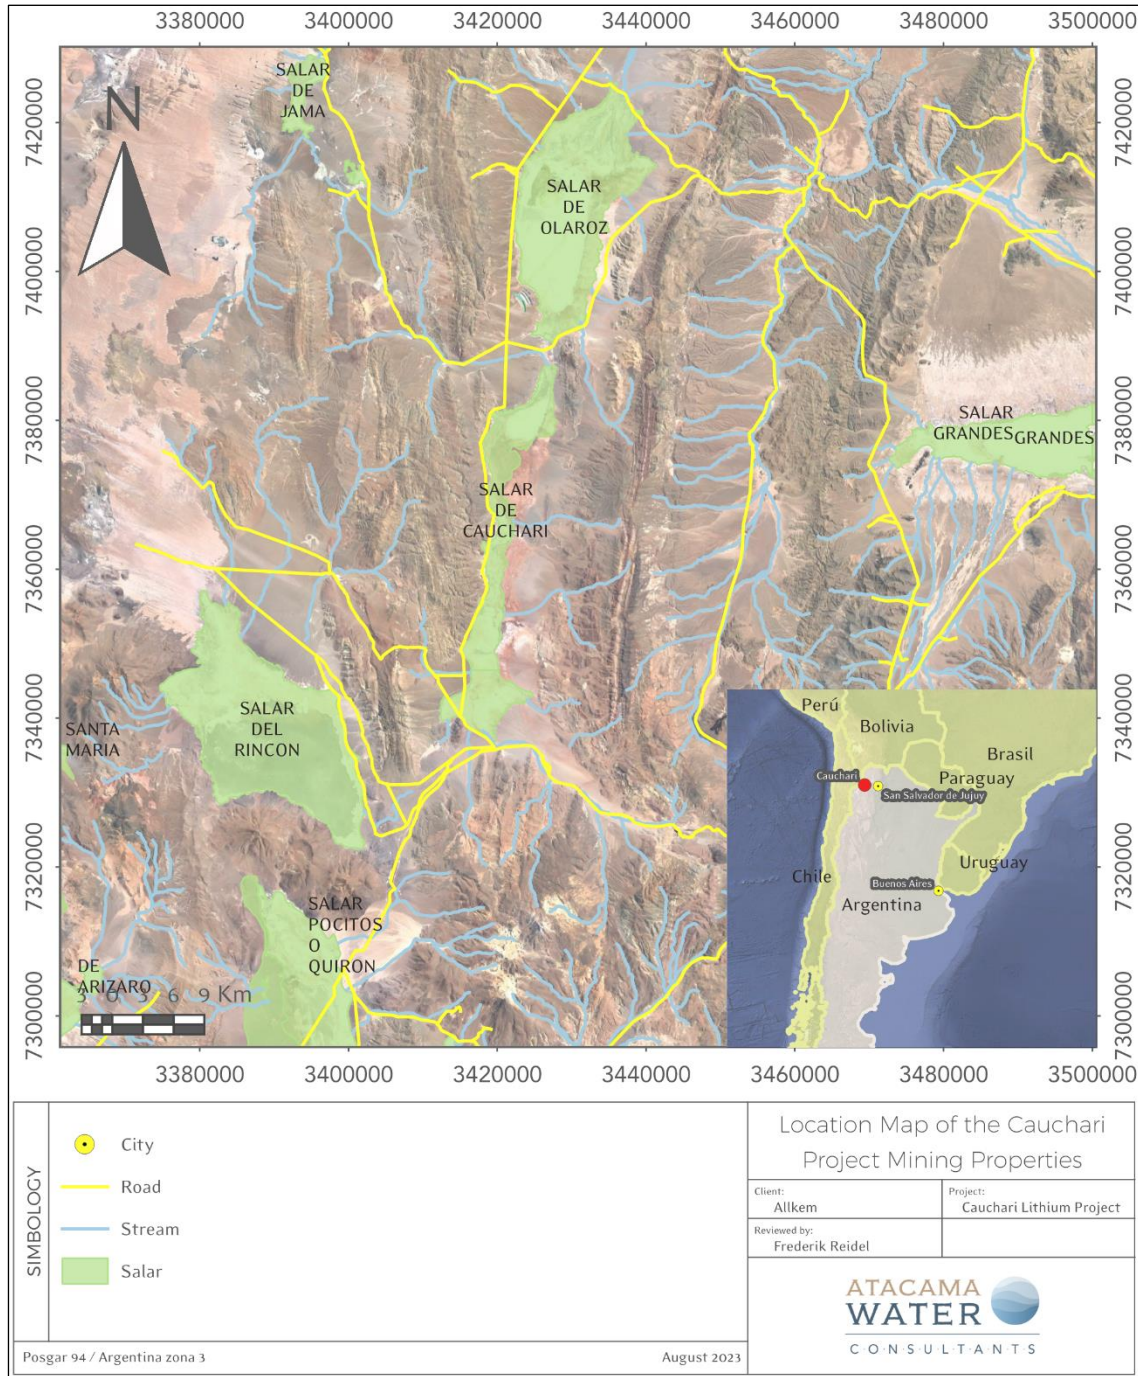 3380000 3400000 3420000 3440000 3460000 3480000 3500000
7420000
7400000
7380000
7360000
7340000
7320000
7300000
7420000
7400000
7380000
7360000
7340000
7320000
7300000
N
SALAR
DE
JAMA
SALAR
DE
OLAROZ
SALAR
GRANDES GRANDES
SALAR
DE
CAUCHARI
SANTA
MARIA
SALAR
DEL
RINCON
SALAR
POCITOS
O
QUIRON
DE
ARIZARO
3 0 3 6 9 Km
Perú
Bolivia
Brasil
Cauchari
Paraguay
San Salvador de Jujuy
Uruguay
Chile
Buenos Aires
Argentina
3380000 3400000 3420000 3440000 3460000 3480000 3500000
SIMBOLOGY
City
Road
Stream
Salar
Posgar 94 / Argentina zona 3
August 2023
Location Map of the Cauchari
Project Mining Properties
Client:
Allkem
Project:
Cauchari Lithium Project
Reviewed by:
Frederik Reidel
ATACAMA
WATER
CONSULTANTS